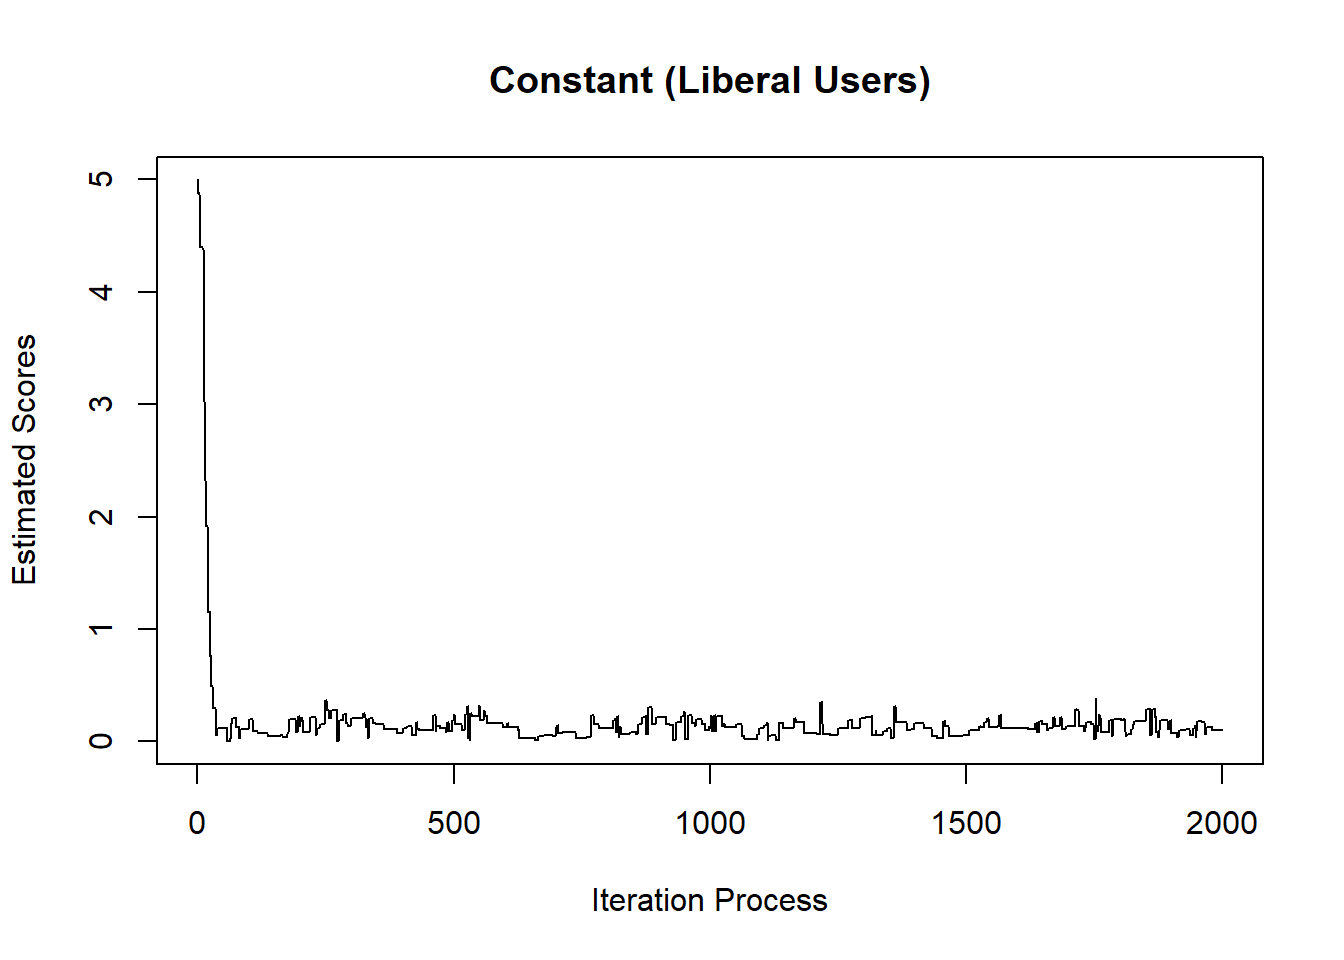 Constant (Liberal Users)
5
4
3
2
1
0
Estimated Scores
0 500 1000 1500 2000
Iteration Process